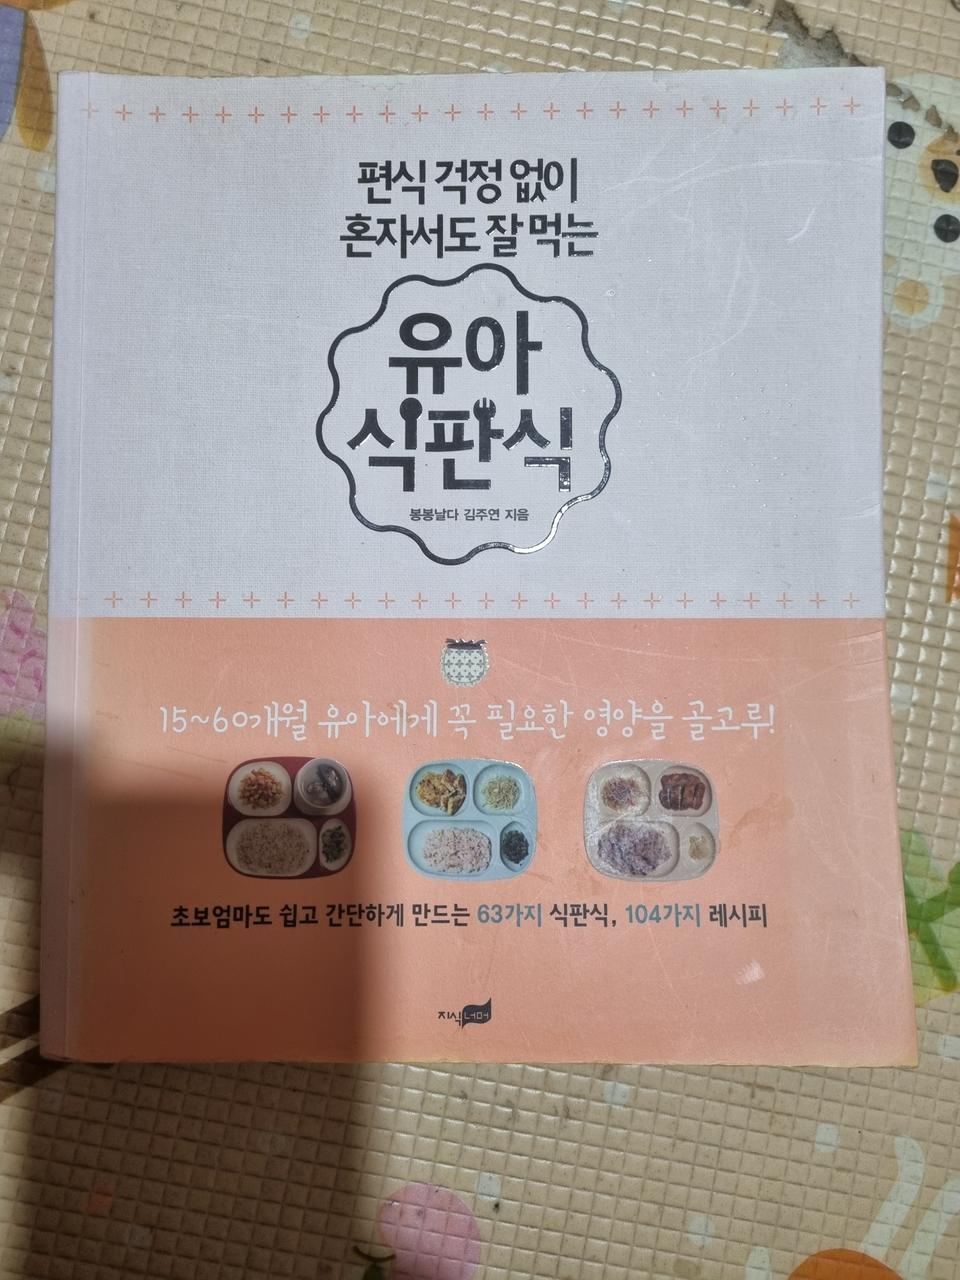 편식 걱정 없이
혼자서도 잘 먹는
유아
식판식
봉봉날다 김주연 지음
15~60개월 유아에게 꼭 필요한 영양을 골고루!
초보엄마도 쉽고 간단하게 만드는 63가지 식판식, 104가지 레시피
지식너머